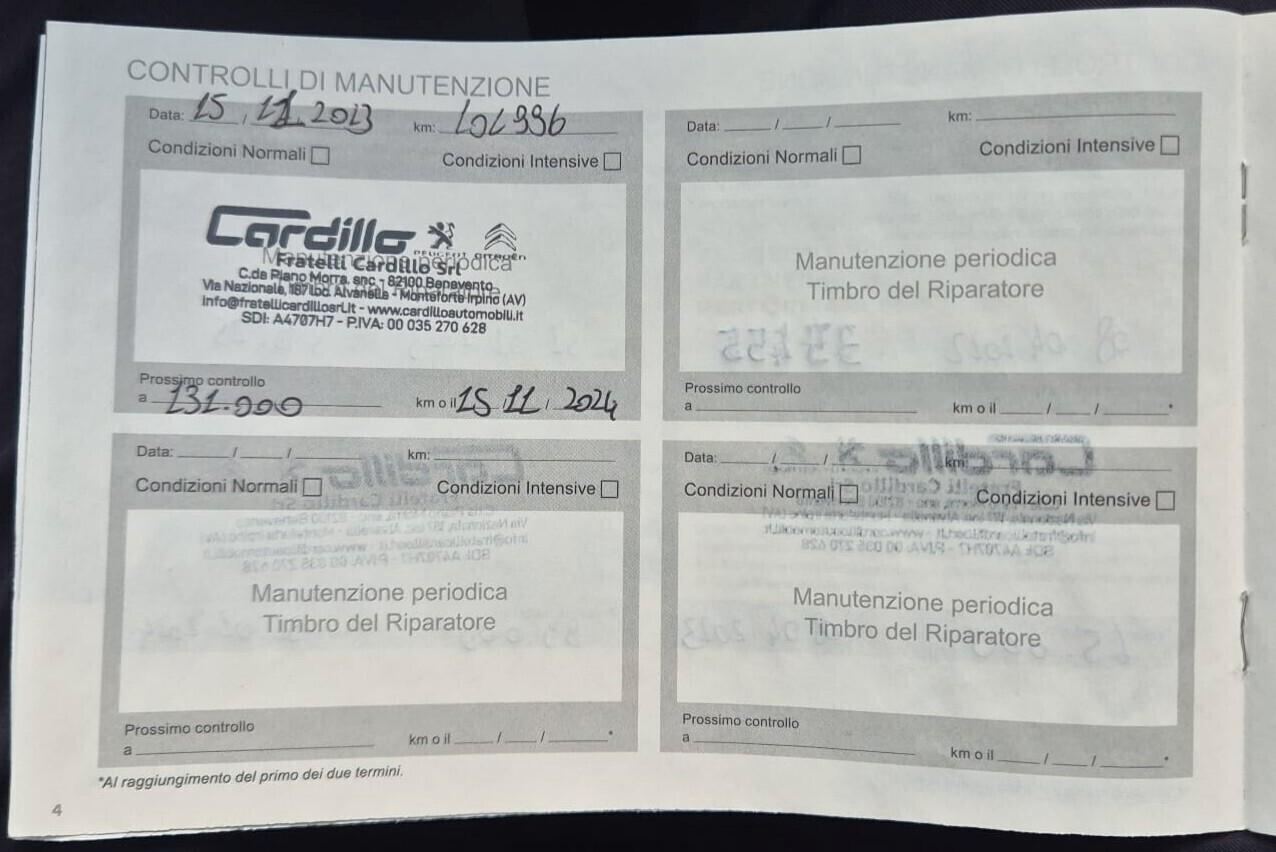 CONTROLLI DI MANUTENZIONE
Data: 15, 11.2023 km: 101996
Condizioni Normali Condizioni Intensive
Cardillo
PEUGEOT CITROËN
Manutenzione periodica
Fratelli Cardillo Srl
C.da Piano Morra, snc - 82100 Benevento
Via Nazionale, 187 Loc. Alvanella - Monteforte Irpino (AV)
info@fratellicardillosrl.it - www.cardilloautomobili.it
SDI: A4707H7 - P.IVA: 00 035 270 628
Prossimo controllo
a 131.000 km o il 15 11 / 2024
Data: / / km:
Condizioni Normali Condizioni Intensive
Manutenzione periodica
Timbro del Riparatore
Prossimo controllo
a km o il / / *
Data: / / km:
Condizioni Normali Condizioni Intensive
Manutenzione periodica
Timbro del Riparatore
Prossimo controllo
a km o il / / *
Data: / / km:
Condizioni Normali Condizioni Intensive
Manutenzione periodica
Timbro del Riparatore
Prossimo controllo
a km o il / / *
*Al raggiungimento del primo dei due termini.
4